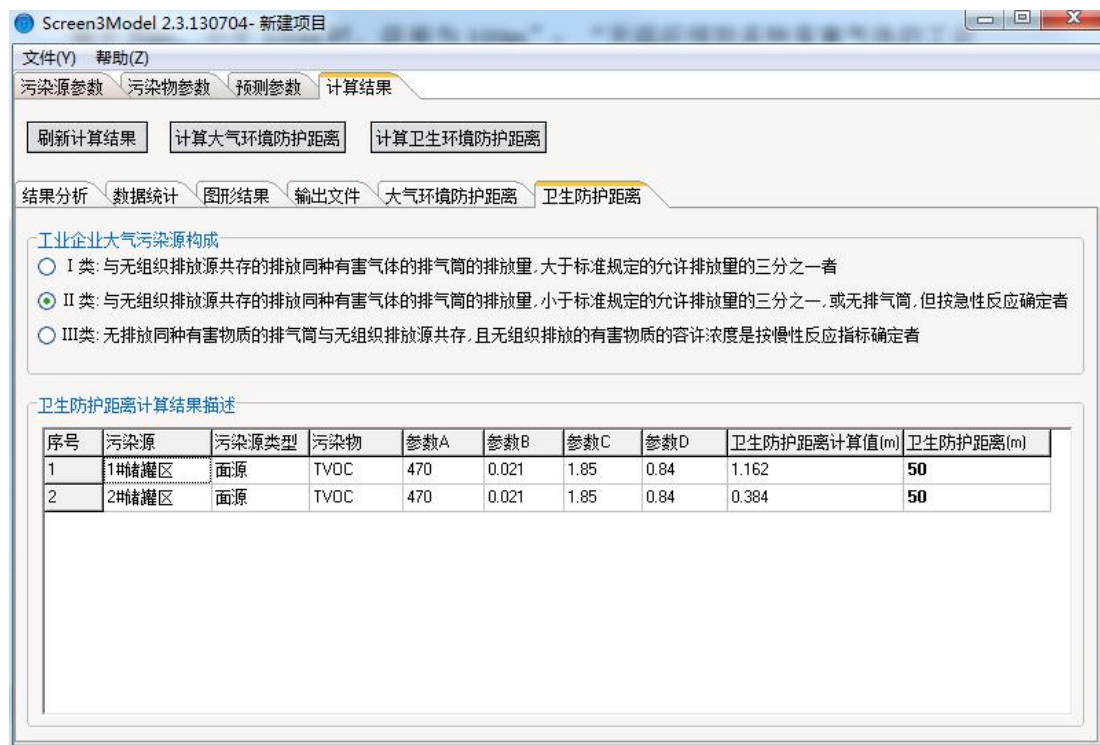 Screen3Model 2.3.130704- 新建项目
文件(Y) 帮助(Z)
污染源参数 污染物参数 预测参数 计算结果
刷新计算结果 计算大气环境防护距离 计算卫生环境防护距离
结果分析 数据统计 图形结果 输出文件 大气环境防护距离 卫生防护距离
工业企业大气污染源构成
I 类: 与无组织排放源共存的排放同种有害气体的排气筒的排放量,大于标准规定的允许排放量的三分之一者
II 类: 与无组织排放源共存的排放同种有害气体的排气筒的排放量,小于标准规定的允许排放量的三分之一,或无排气筒,但按急性反应确定者
III类: 无排放同种有害物质的排气筒与无组织排放源共存,且无组织排放的有害物质的容许浓度是按慢性反应指标确定者
卫生防护距离计算结果描述
序号 污染源 污染源类型 污染物 参数A 参数B 参数C 参数D 卫生防护距离计算值(m) 卫生防护距离(m)
1 1#储罐区 面源 TVOC 470 0.021 1.85 0.84 1.162 50
2 2#储罐区 面源 TVOC 470 0.021 1.85 0.84 0.384 50